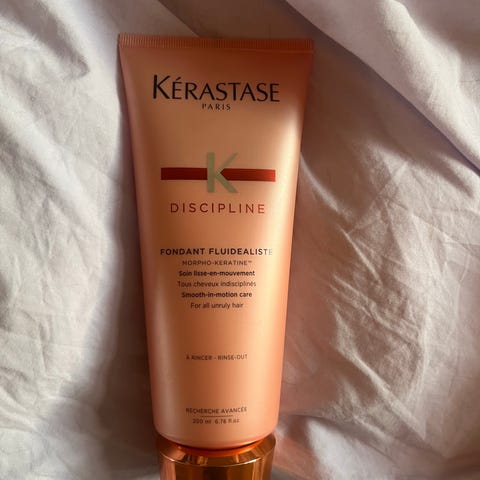 KÉRASTASE
PARIS
K
DISCIPLINE
FONDANT FLUIDEALISTE
MORPHO-KERATINE™
Soin lisse-en-mouvement
Tous cheveux indisciplinés
Smooth-in-motion care
For all unruly hair
À RINCER - RINSE-OUT
RECHERCHE AVANCÉE
200 ml 6.76 fl.oz